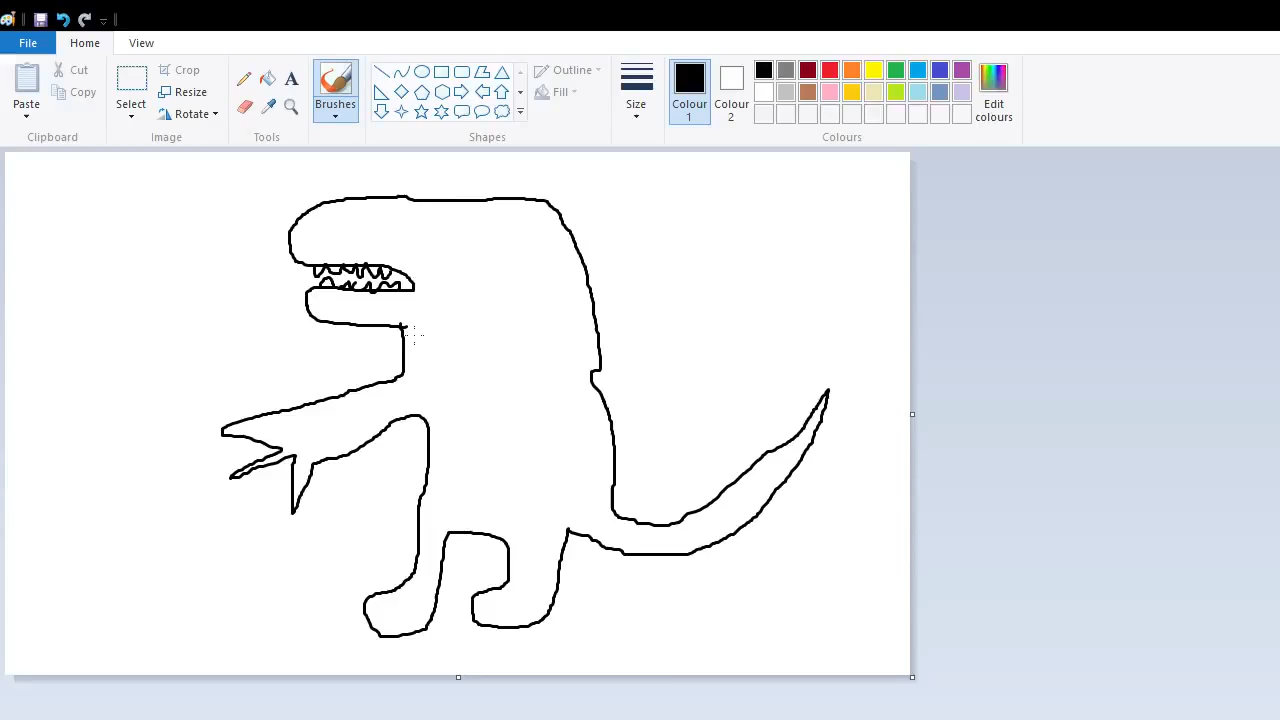 File Home View
Paste Cut Copy Select Crop Resize Rotate A Brushes Outline Fill Size Colour 1 Colour 2 Edit colours
Clipboard Image Tools Shapes Colours